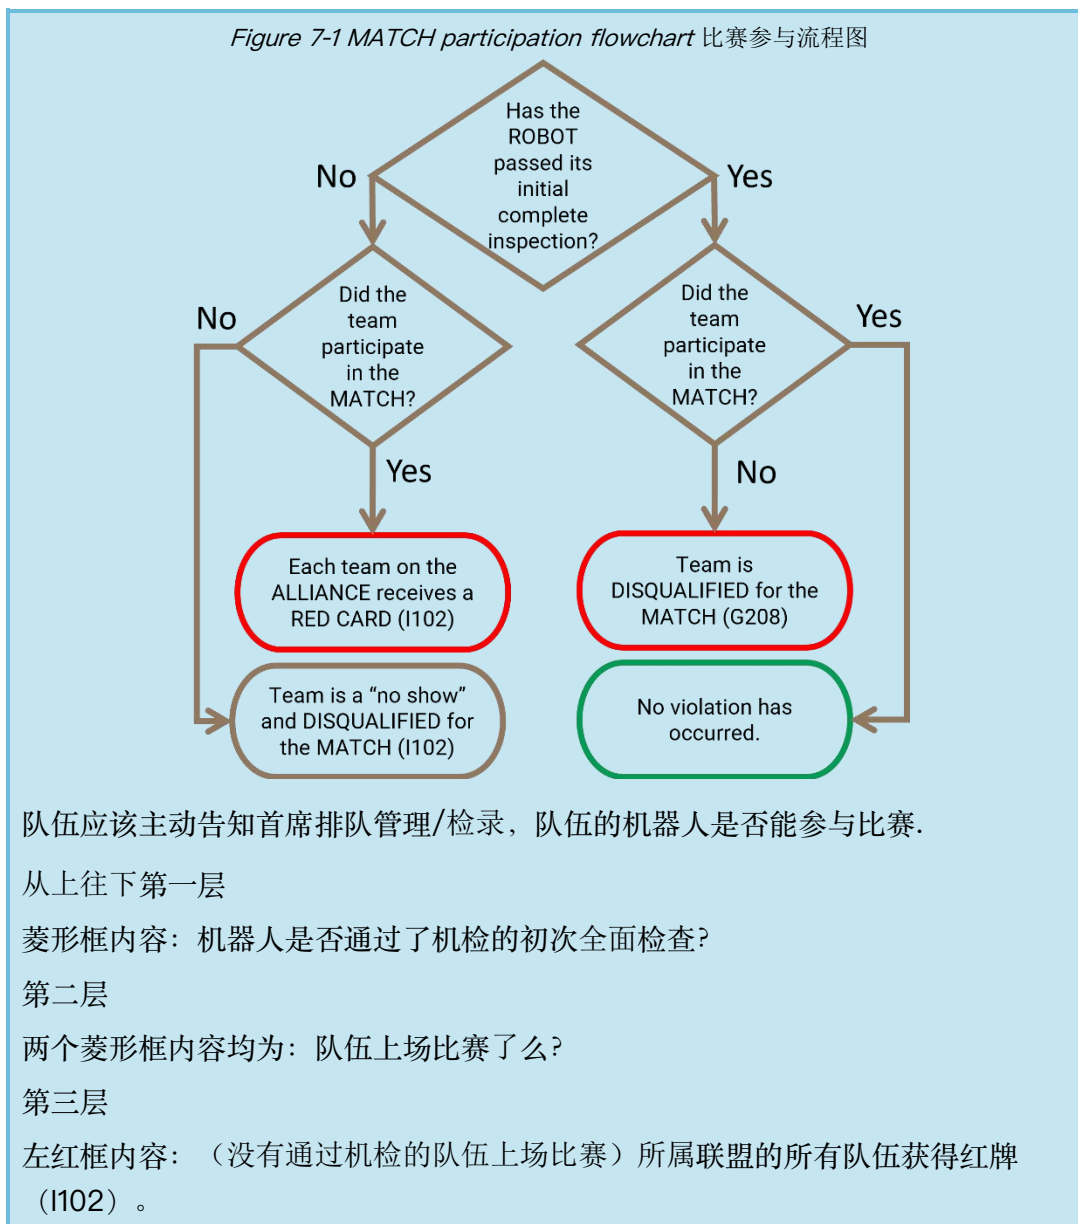 Figure 7-1 MATCH participation flowchart 比赛参与流程图
Has the
ROBOT
passed its
initial
complete
inspection?
No
Yes
Did the
team
participate
in the
MATCH?
No
Yes
Did the
team
participate
in the
MATCH?
Yes
No
Each team on the
ALLIANCE receives a
RED CARD (I102)
Team is
DISQUALIFIED for the
MATCH (G208)
Team is a “no show”
and DISQUALIFIED for
the MATCH (I102)
No violation has
occurred.
队伍应该主动告知首席排队管理/检录，队伍的机器人是否能参与比赛.
从上往下第一层
菱形框内容：机器人是否通过了机检的初次全面检查?
第二层
两个菱形框内容均为：队伍上场比赛了么?
第三层
左红框内容：（没有通过机检的队伍上场比赛）所属联盟的所有队伍获得红牌
（I102）。